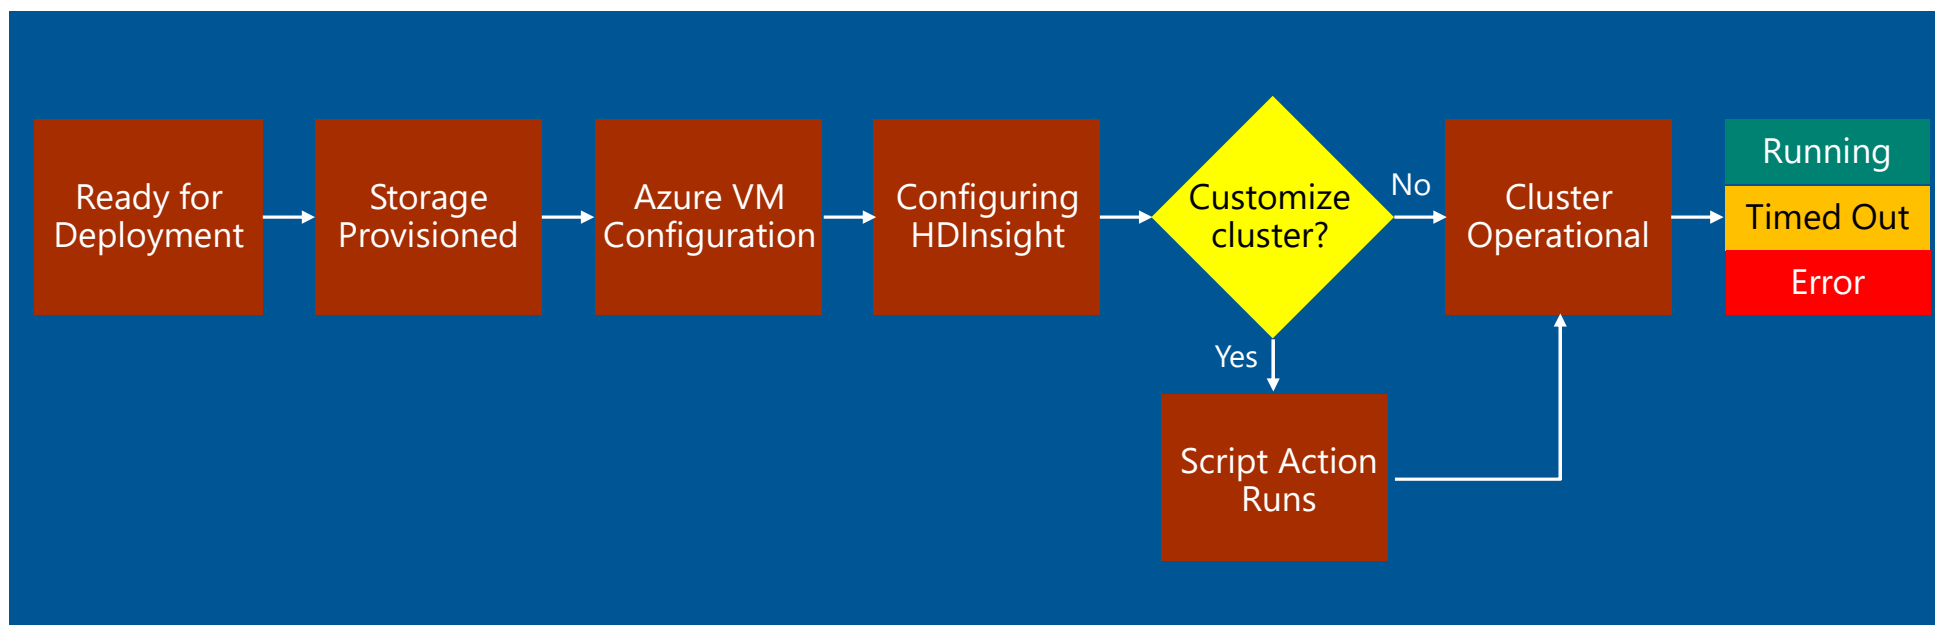 Ready for
Deployment
Storage
Provisioned
Azure VM
Configuration
Configuring
HDInsight
Customize
cluster?
No
Yes
Script Action
Runs
Cluster
Operational
Running
Timed Out
Error